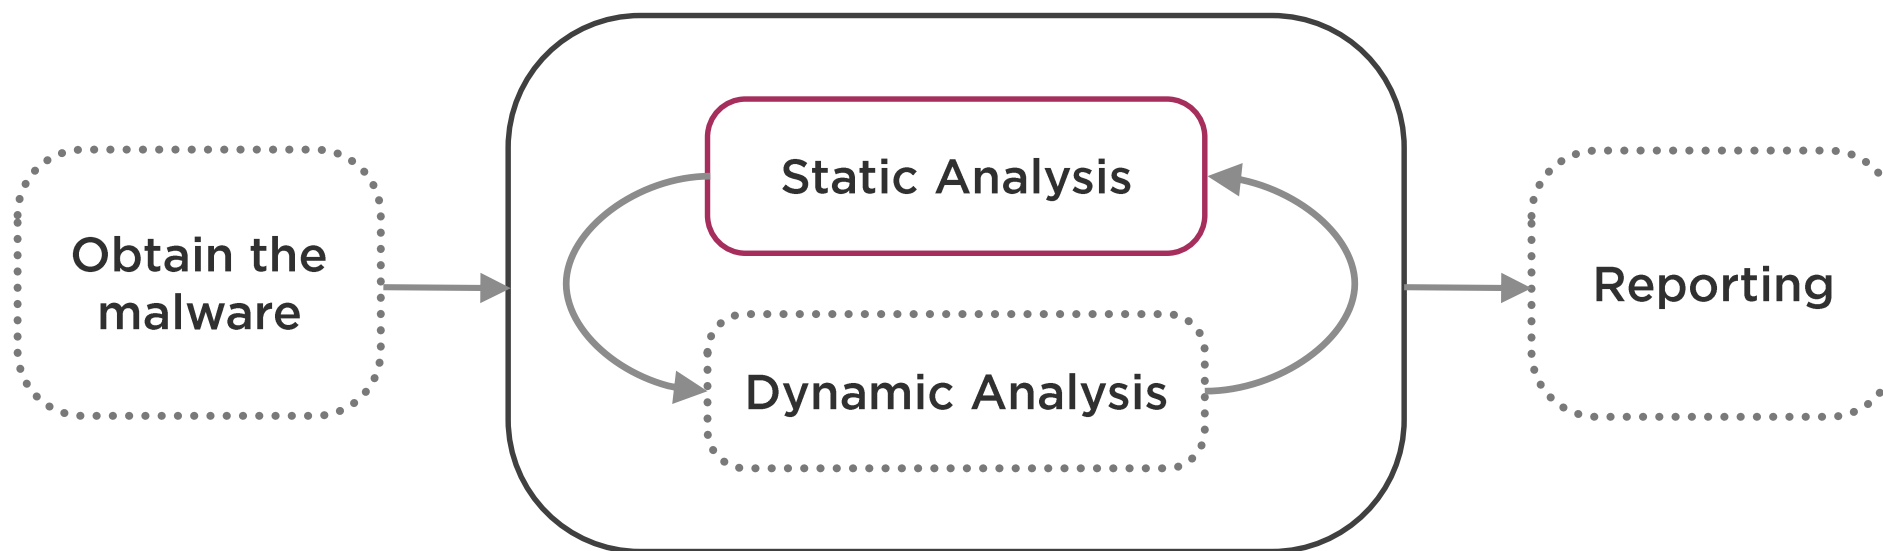 Obtain the
malware
Static Analysis
Dynamic Analysis
Reporting